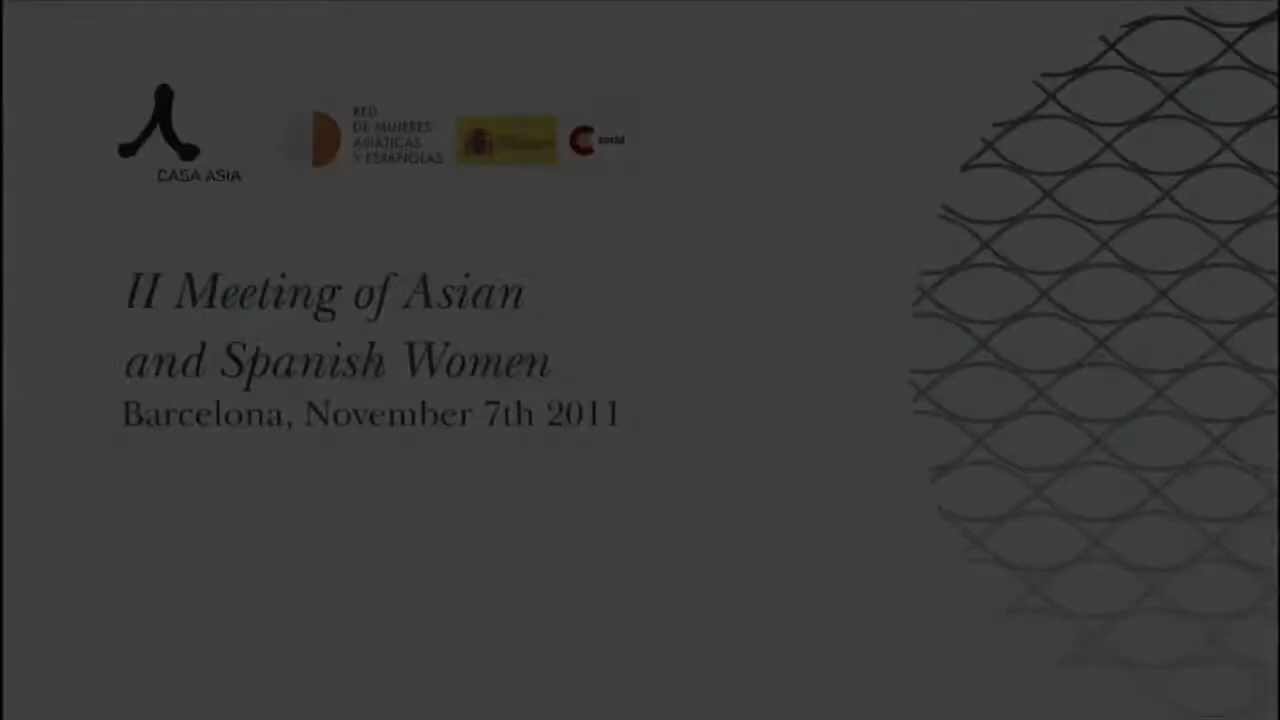 CASA ASIA
RED
DE MUJERES
ASIÁTICAS
Y ESPAÑOLAS
II Meeting of Asian
and Spanish Women
Barcelona, November 7th 2011